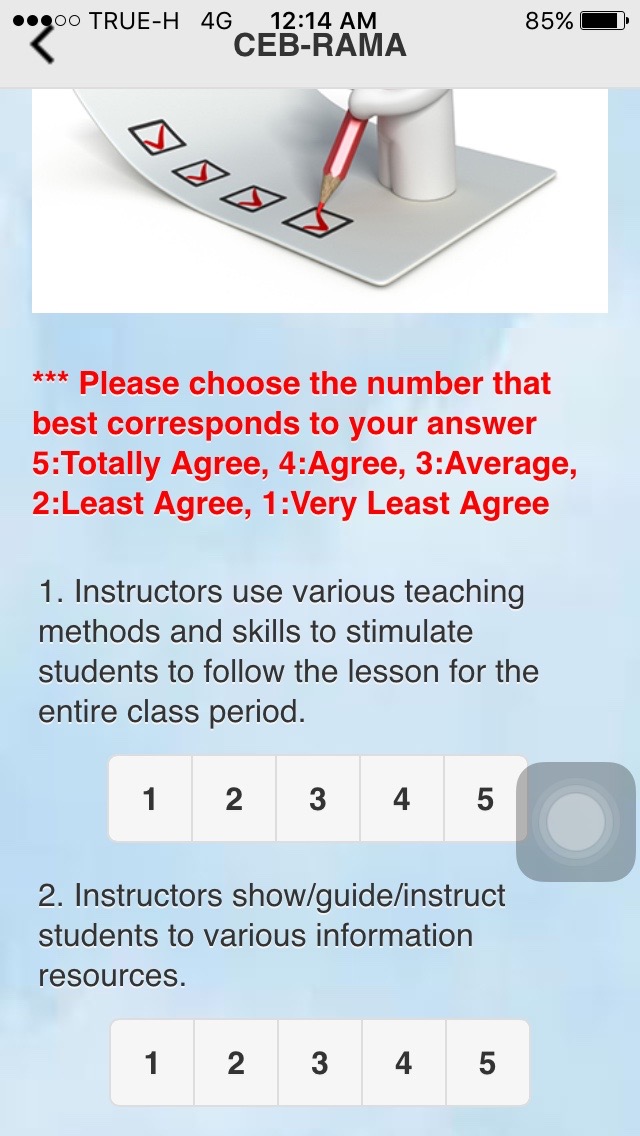 TRUE-H 4G 12:14 AM 85%
CEB-RAMA
*** Please choose the number that
best corresponds to your answer
5:Totally Agree, 4:Agree, 3:Average,
2:Least Agree, 1:Very Least Agree
1. Instructors use various teaching
methods and skills to stimulate
students to follow the lesson for the
entire class period.
1 2 3 4 5
2. Instructors show/guide/instruct
students to various information
resources.
1 2 3 4 5